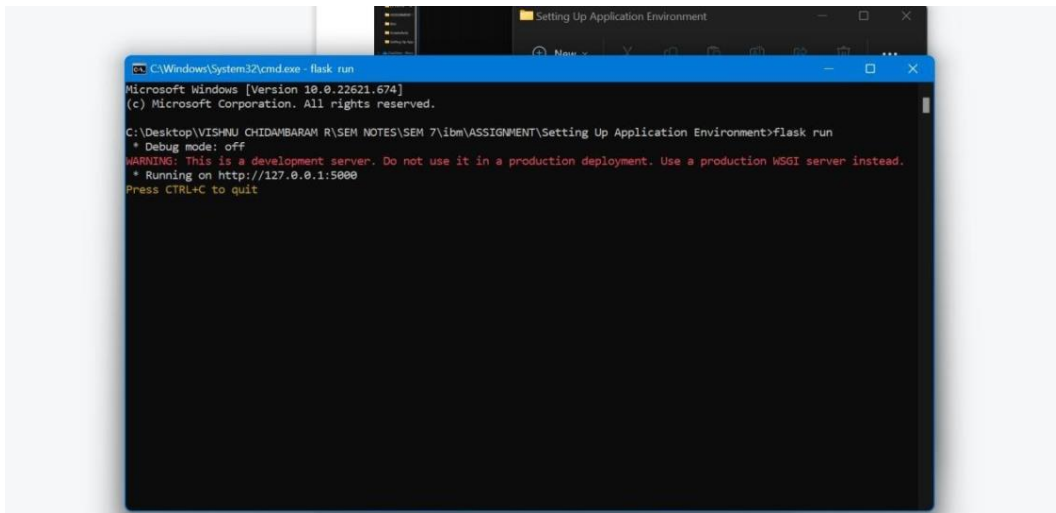 Setting Up Application Environment
New
C:\Windows\System32\cmd.exe - flask run
Microsoft Windows [Version 10.0.22621.674]
(c) Microsoft Corporation. All rights reserved.
C:\Desktop\VISHNU CHIDAMBARAM R\SEM NOTES\SEM 7\ibm\ASSIGNMENT\Setting Up Application Environment>flask run
* Debug mode: off
WARNING: This is a development server. Do not use it in a production deployment. Use a production WSGI server instead.
* Running on http://127.0.0.1:5000
Press CTRL+C to quit